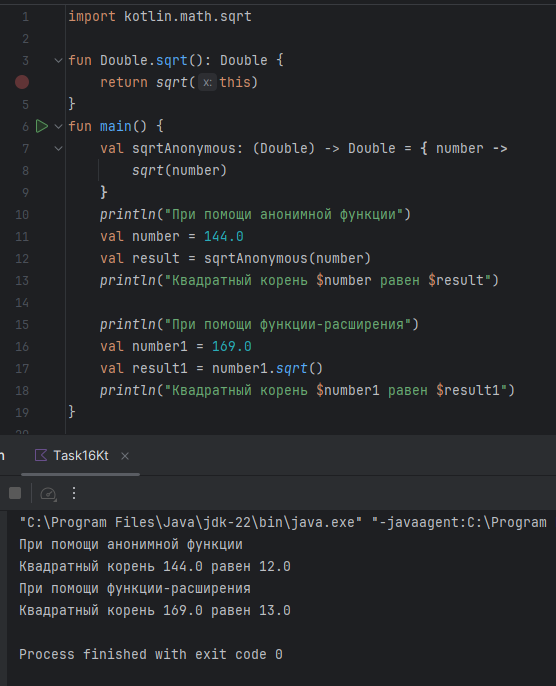 1 import kotlin.math.sqrt
2
3 fun Double.sqrt(): Double {
return sqrt( x: this)
5 }
6 fun main() {
7 val sqrtAnonymous: (Double) -> Double = { number ->
8 sqrt(number)
9 }
10 println("При помощи анонимной функции")
11 val number = 144.0
12 val result = sqrtAnonymous(number)
13 println("Квадратный корень $number равен $result")
14
15 println("При помощи функции-расширения")
16 val number1 = 169.0
17 val result1 = number1.sqrt()
18 println("Квадратный корень $number1 равен $result1")
19 }
Task16Kt
"C:\Program Files\Java\jdk-22\bin\java.exe" "-javaagent:C:\Program
При помощи анонимной функции
Квадратный корень 144.0 равен 12.0
При помощи функции-расширения
Квадратный корень 169.0 равен 13.0
Process finished with exit code 0